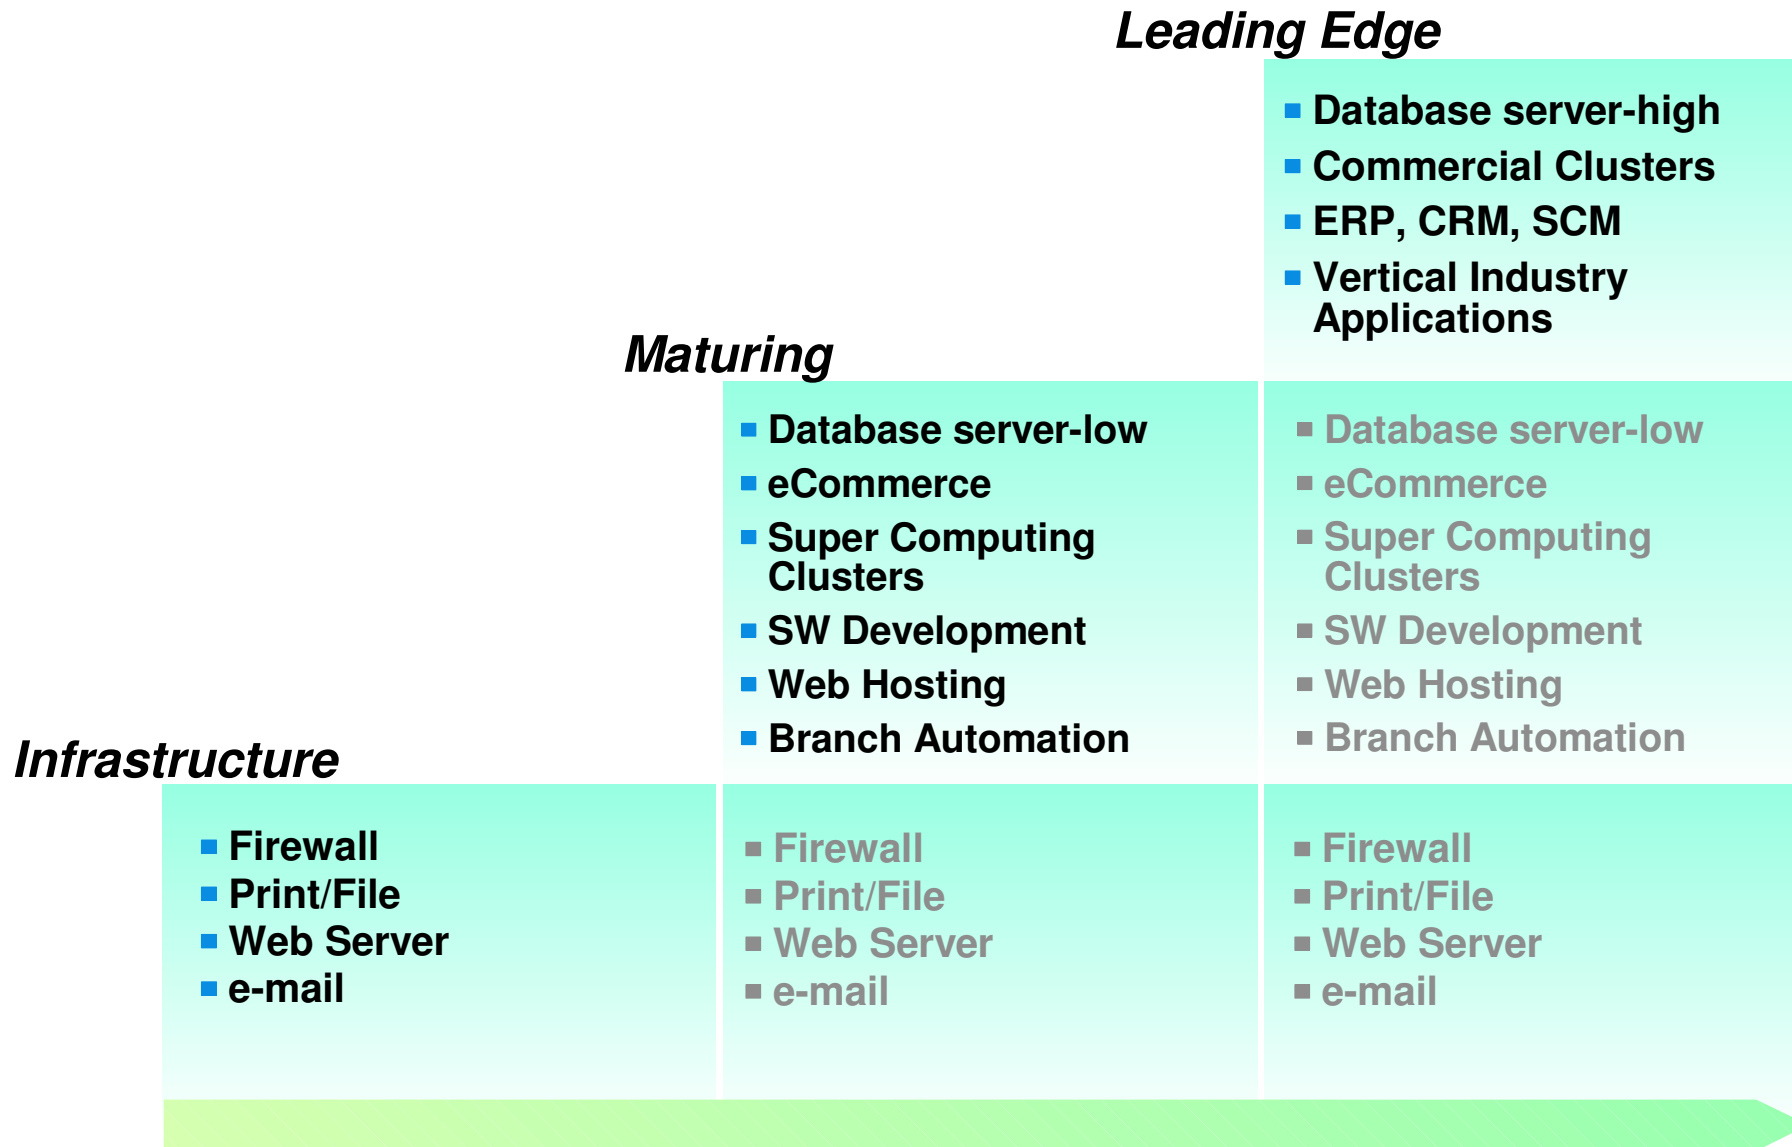 Leading Edge
Database server-high
Commercial Clusters
ERP, CRM, SCM
Vertical Industry
Applications
Maturing
Database server-low
eCommerce
Super Computing
Clusters
SW Development
Web Hosting
Branch Automation
Database server-low
eCommerce
Super Computing
Clusters
SW Development
Web Hosting
Branch Automation
Infrastructure
Firewall
Print/File
Web Server
e-mail
Firewall
Print/File
Web Server
e-mail
Firewall
Print/File
Web Server
e-mail